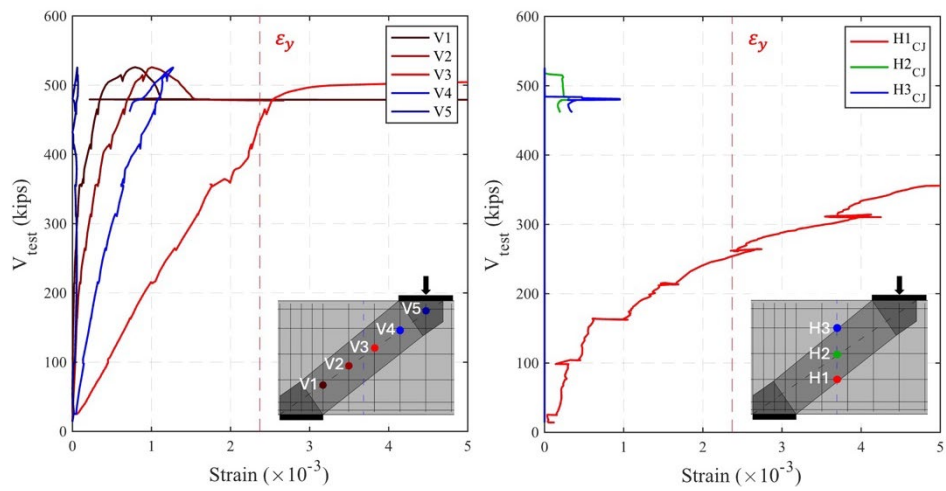 600
500
400
300
200
100
0
V_test (kips)
0
1
2
3
4
5
Strain (×10⁻³)
ε_y
V1
V2
V3
V4
V5
V5
V4
V3
V2
V1
600
500
400
300
200
100
0
V_test (kips)
0
1
2
3
4
5
Strain (×10⁻³)
ε_y
H1_CJ
H2_CJ
H3_CJ
H3
H2
H1